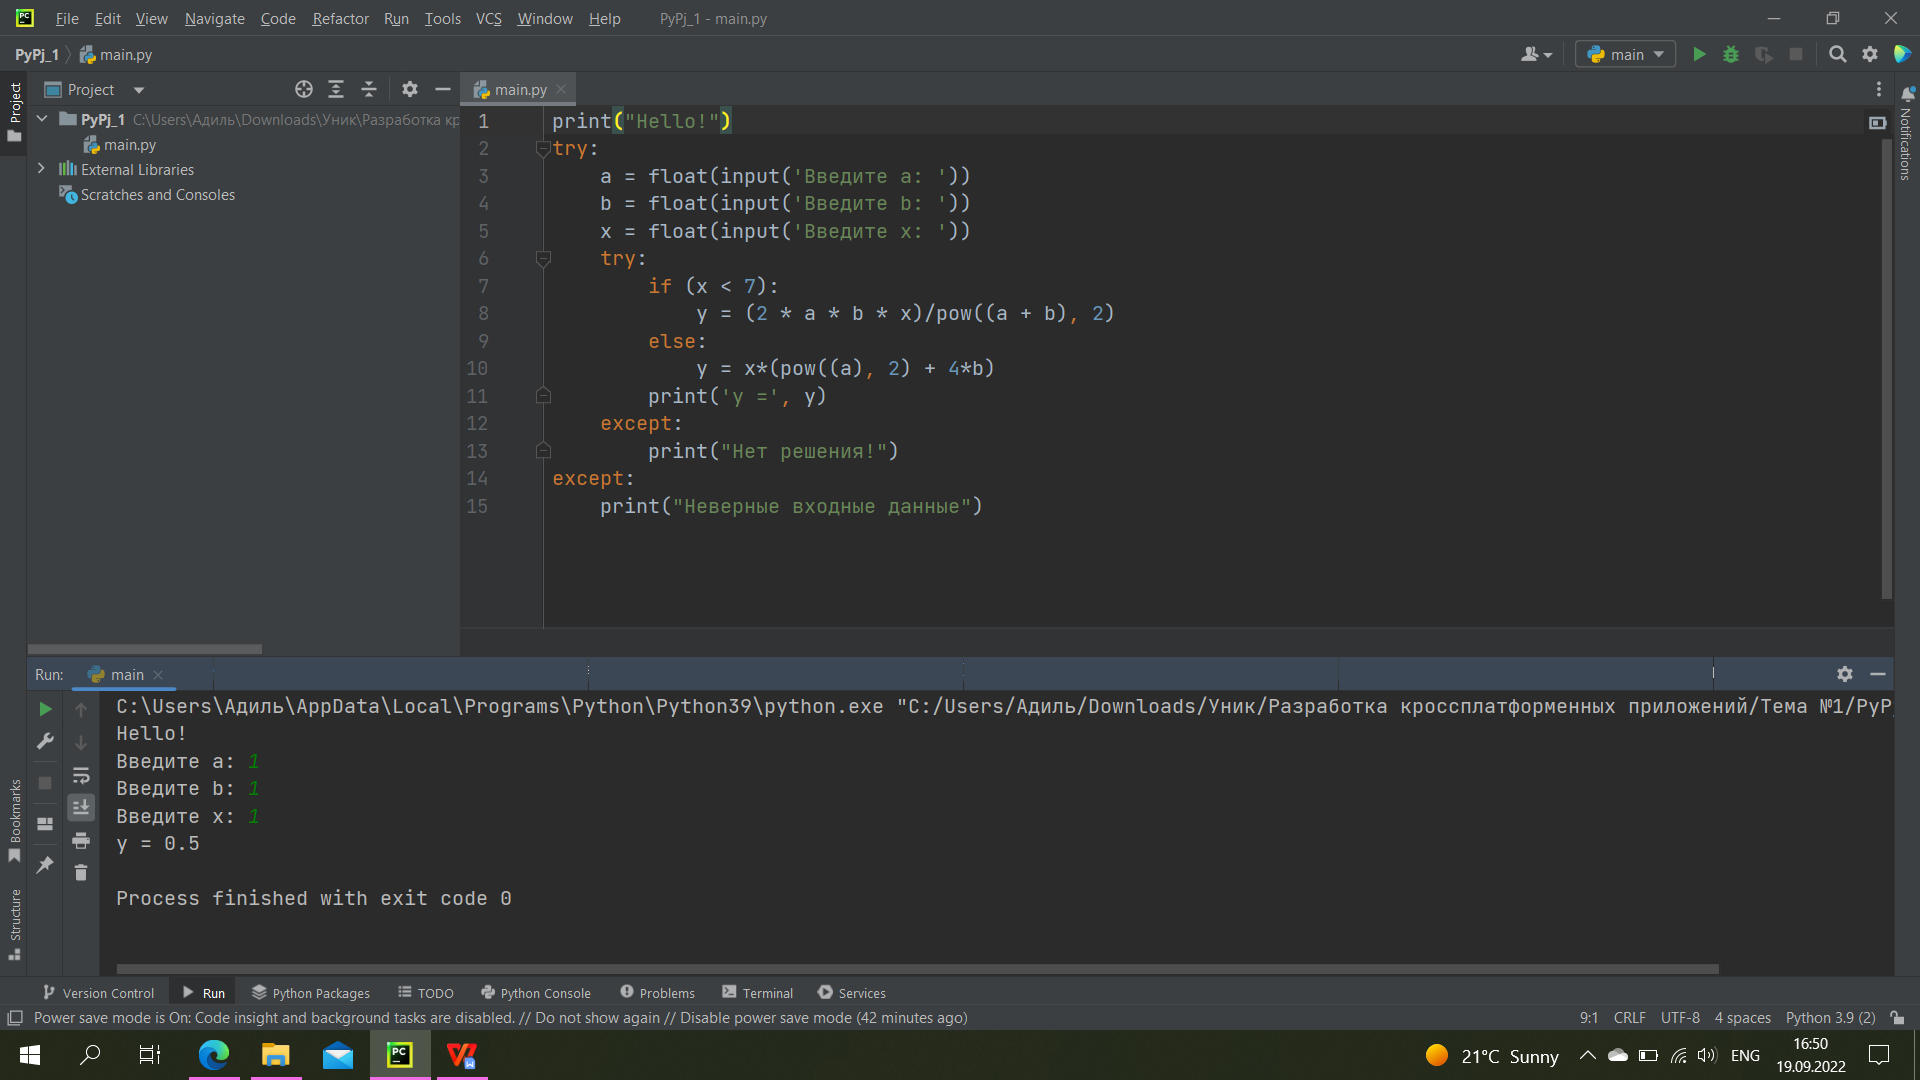 File Edit View Navigate Code Refactor Run Tools VCS Window Help PyPj_1 - main.py
PyPj_1 main.py main
Project
Project
main.py
Notifications
PyPj_1 C:\Users\Адиль\Downloads\Уник\Разработка кр
main.py
External Libraries
Scratches and Consoles
1 print("Hello!")
2 try:
3 a = float(input('Введите a: '))
4 b = float(input('Введите b: '))
5 x = float(input('Введите x: '))
6 try:
7 if (x < 7):
8 y = (2 * a * b * x)/pow((a + b), 2)
9 else:
10 y = x*(pow((a), 2) + 4*b)
11 print('y =', y)
12 except:
13 print("Нет решения!")
14 except:
15 print("Неверные входные данные")
Run: main
C:\Users\Адиль\AppData\Local\Programs\Python\Python39\python.exe "C:/Users/Адиль/Downloads/Уник/Разработка кроссплатформенных приложений/Тема №1/PyP
Hello!
Введите a: 1
Введите b: 1
Введите x: 1
y = 0.5
Process finished with exit code 0
Bookmarks
Structure
Version Control Run Python Packages TODO Python Console Problems Terminal Services
Power save mode is On: Code insight and background tasks are disabled. // Do not show again // Disable power save mode (42 minutes ago) 9:1 CRLF UTF-8 4 spaces Python 3.9 (2)
21°C Sunny ENG 16:50
19.09.2022